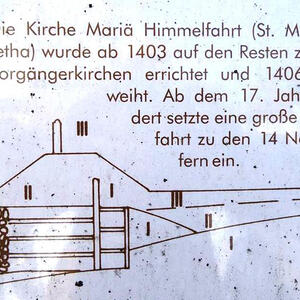 ie Kirche Mariä Himmelfahrt (St. M
etha) wurde ab 1403 auf den Resten z
orgängerkirchen errichtet und 1406
weiht. Ab dem 17. Jah
dert setzte eine große
fahrt zu den 14 No
fern ein.